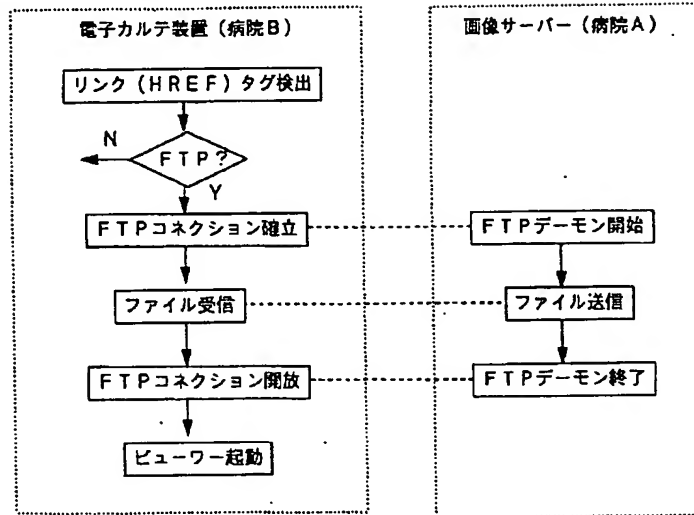 電子カルテ装置（病院B）
リンク（HREF）タグ検出
FTP？
N
Y
FTPコネクション確立
ファイル受信
FTPコネクション開放
ビューワー起動
画像サーバー（病院A）
FTPデーモン開始
ファイル送信
FTPデーモン終了